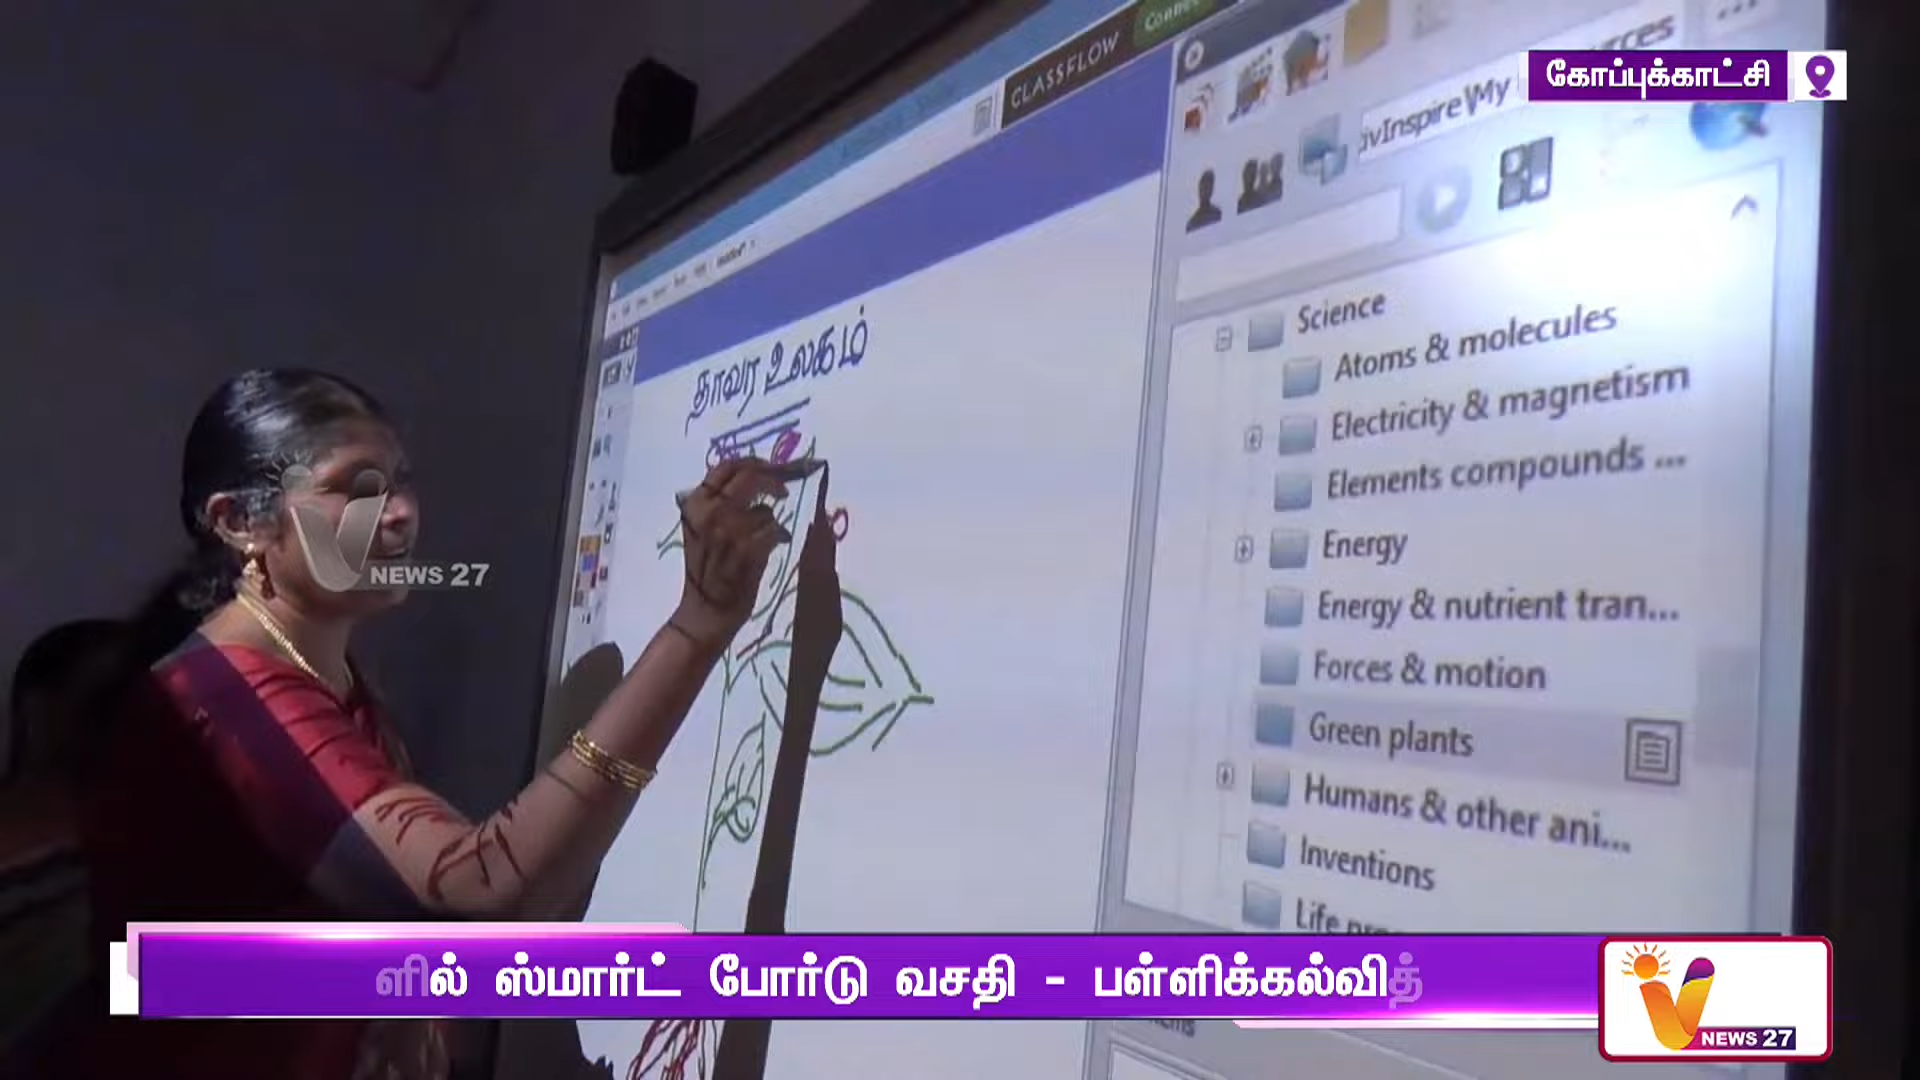 CLASSFLOW
கோப்புக்காட்சி
தாவர உலகம்
Science
Atoms & molecules
Electricity & magnetism
Elements compounds ...
Energy
Energy & nutrient tran...
Forces & motion
Green plants
Humans & other ani...
Inventions
Life
NEWS 27
ளில் ஸ்மார்ட் போர்டு வசதி - பள்ளிக்கல்வித்
NEWS 27